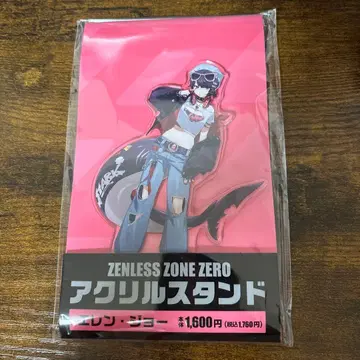 SHARK
ZENLESS ZONE ZERO
アクリルスタンド
エレン・ジョー 本体 1,600円 (税込1,760円)